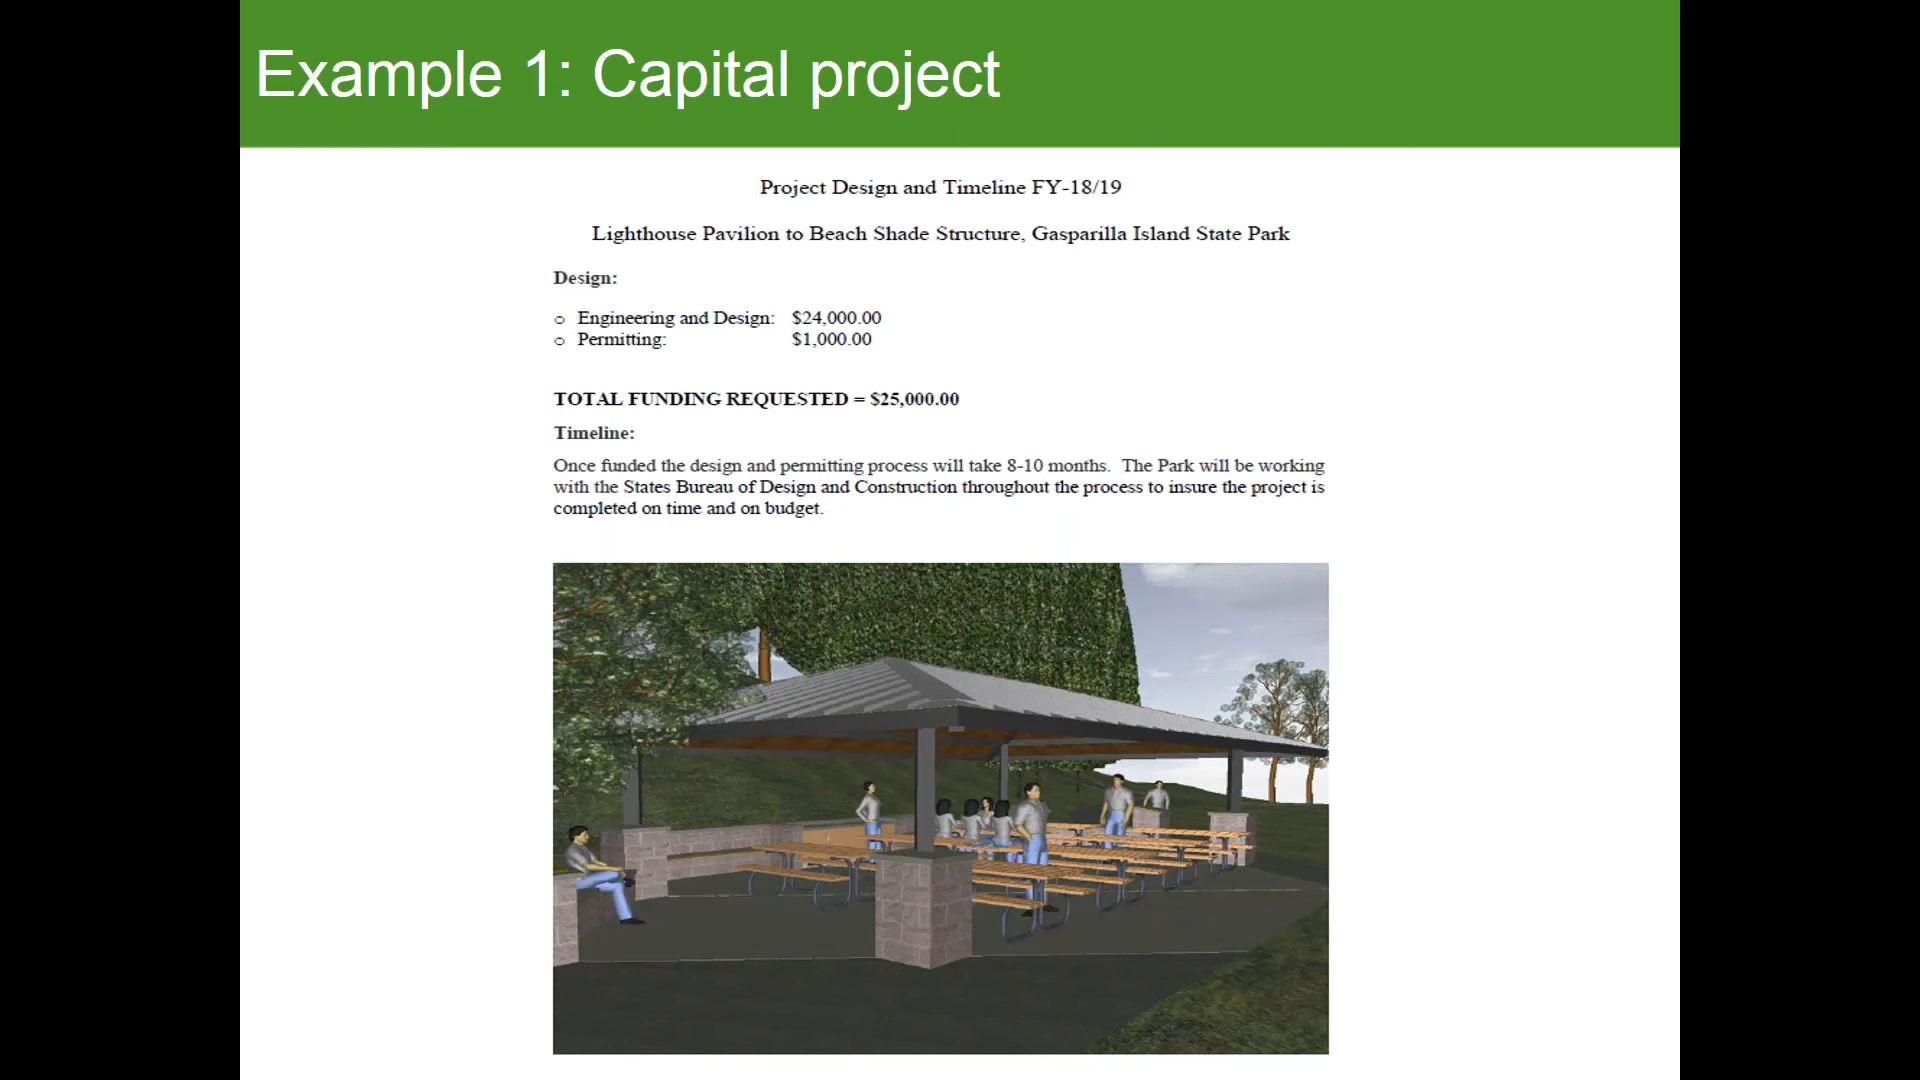 Example 1: Capital project
Project Design and Timeline FY-18/19
Lighthouse Pavilion to Beach Shade Structure, Gasparilla Island State Park
Design:
o Engineering and Design: $24,000.00
o Permitting: $1,000.00
TOTAL FUNDING REQUESTED = $25,000.00
Timeline:
Once funded the design and permitting process will take 8-10 months. The Park will be working
with the States Bureau of Design and Construction throughout the process to insure the project is
completed on time and on budget.